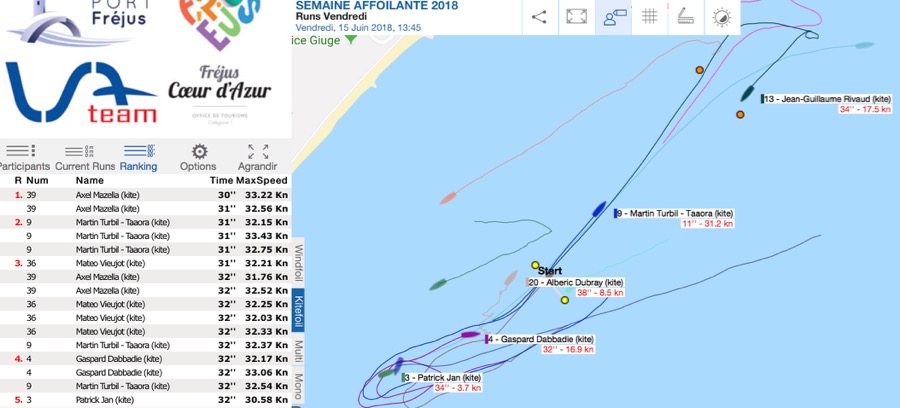 PORT
Fréjus
FREJUS
VA
team
Fréjus
Cœur d'Azur
OFFICE DE TOURISME
Catégorie 1
Participants Current Runs Ranking Options Agrandir
R Num Name Time MaxSpeed
1. 39 Axel Mazella (kite) 30'' 33.22 Kn
39 Axel Mazella (kite) 31'' 32.56 Kn
2. 9 Martin Turbil - Taaora (kite) 31'' 32.15 Kn
9 Martin Turbil - Taaora (kite) 31'' 33.43 Kn
9 Martin Turbil - Taaora (kite) 31'' 32.75 Kn
3. 36 Mateo Vieujot (kite) 31'' 32.21 Kn
39 Axel Mazella (kite) 32'' 31.76 Kn
39 Axel Mazella (kite) 32'' 32.52 Kn
36 Mateo Vieujot (kite) 32'' 32.25 Kn
36 Mateo Vieujot (kite) 32'' 32.03 Kn
36 Mateo Vieujot (kite) 32'' 32.33 Kn
9 Martin Turbil - Taaora (kite) 32'' 32.37 Kn
4. 4 Gaspard Dabbadie (kite) 32'' 32.17 Kn
4 Gaspard Dabbadie (kite) 32'' 33.06 Kn
9 Martin Turbil - Taaora (kite) 32'' 32.54 Kn
5. 3 Patrick Jan (kite) 32'' 30.58 Kn
Windfoil
Kitefoil
Multi
Mono
SEMAINE AFFOILANTE 2018
Runs Vendredi
Vendredi, 15 Juin 2018, 13:45
ice Giuge
13 - Jean-Guillaume Rivaud (kite)
34'' - 17.5 kn
9 - Martin Turbil - Taaora (kite)
11'' - 31.2 kn
Start
20 - Alberic Dubray (kite)
38'' - 8.5 kn
4 - Gaspard Dabbadie (kite)
32'' - 16.9 kn
3 - Patrick Jan (kite)
34'' - 3.7 kn